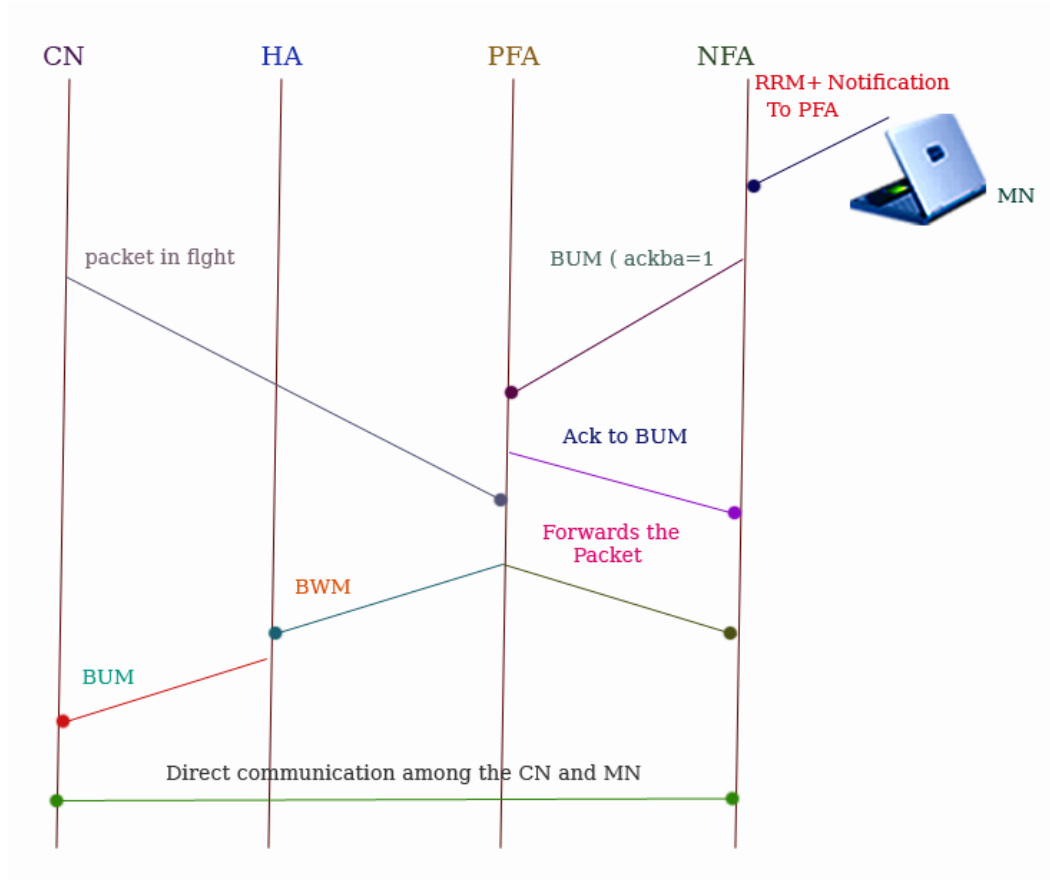 CN HA PFA NFA
RRM+ Notification
To PFA
MN
packet in flght
BUM ( ackba=1
Ack to BUM
Forwards the
Packet
BWM
BUM
Direct communication among the CN and MN